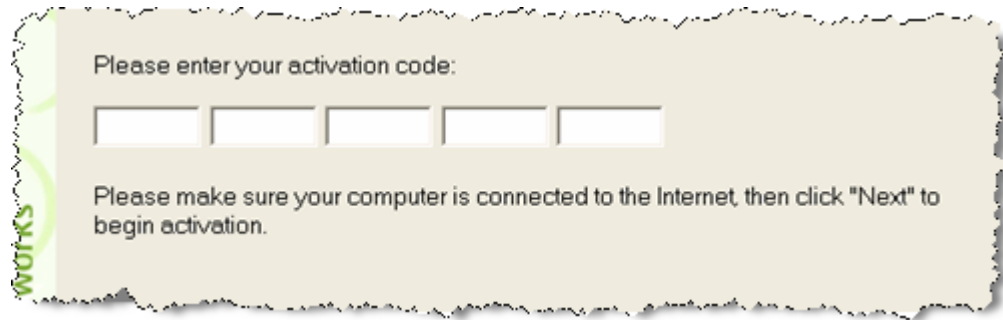 Please enter your activation code:
Please make sure your computer is connected to the Internet, then click "Next" to
begin activation.
works